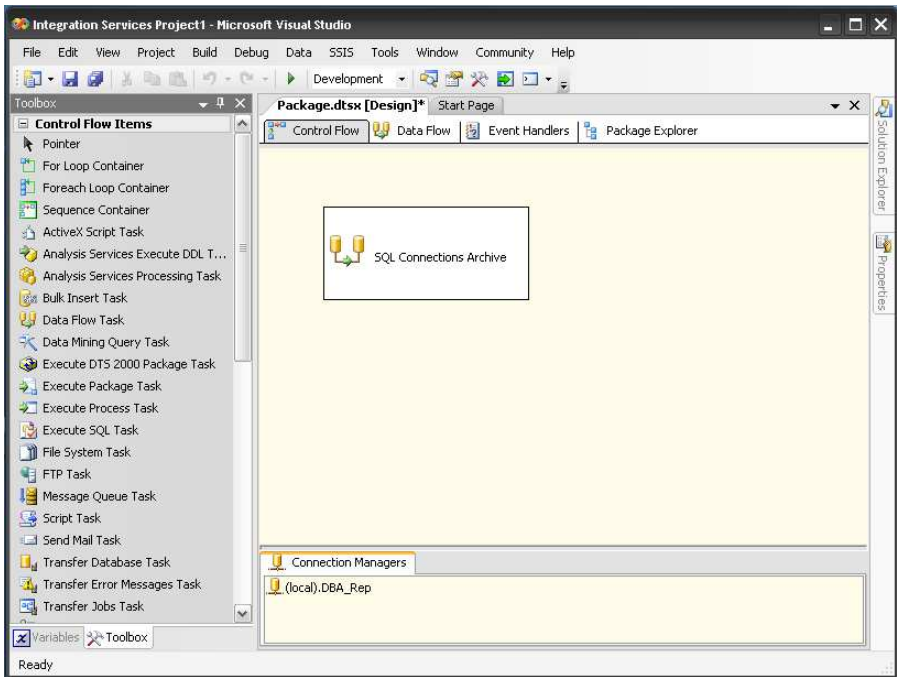 Integration Services Project1 - Microsoft Visual Studio
File Edit View Project Build Debug Data SSIS Tools Window Community Help
Development
Toolbox
Package.dtsx [Design]* Start Page
Control Flow Items
Control Flow Data Flow Event Handlers Package Explorer
Pointer
For Loop Container
Foreach Loop Container
Sequence Container
ActiveX Script Task
Analysis Services Execute DDL T...
Analysis Services Processing Task
Bulk Insert Task
Data Flow Task
Data Mining Query Task
Execute DTS 2000 Package Task
Execute Package Task
Execute Process Task
Execute SQL Task
File System Task
FTP Task
Message Queue Task
Script Task
Send Mail Task
Transfer Database Task
Transfer Error Messages Task
Transfer Jobs Task
SQL Connections Archive
Connection Managers
(local).DBA_Rep
Solution Explorer
Properties
Variables Toolbox
Ready